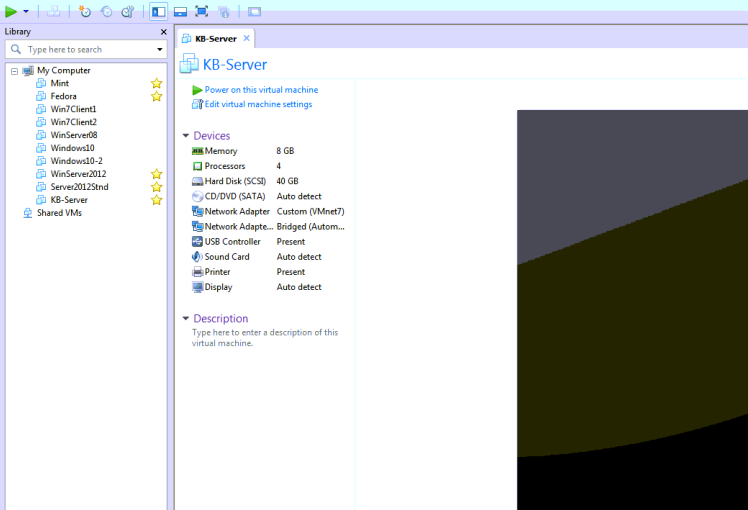 Library
Type here to search
My Computer
Mint
Fedora
Win7Client1
Win7Client2
WinServer08
Windows10
Windows10-2
WinServer2012
Server2012Stnd
KB-Server
Shared VMs
KB-Server
KB-Server
Power on this virtual machine
Edit virtual machine settings
Devices
Memory 8 GB
Processors 4
Hard Disk (SCSI) 40 GB
CD/DVD (SATA) Auto detect
Network Adapter Custom (VMnet7)
Network Adapte... Bridged (Autom...
USB Controller Present
Sound Card Auto detect
Printer Present
Display Auto detect
Description
Type here to enter a description of this
virtual machine.